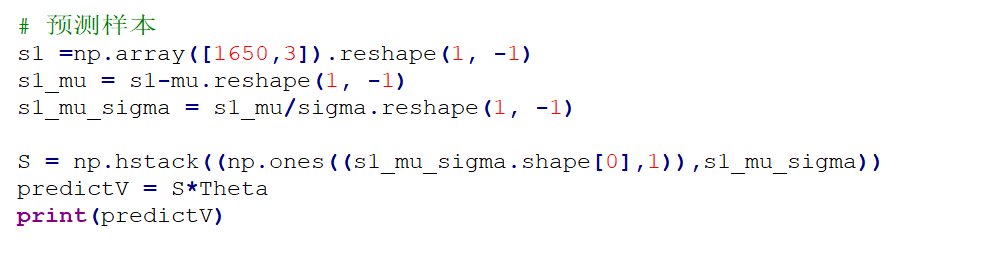 # 预测样本
s1 =np.array([1650,3]).reshape(1, -1)
s1_mu = s1-mu.reshape(1, -1)
s1_mu_sigma = s1_mu/sigma.reshape(1, -1)
S = np.hstack((np.ones((s1_mu_sigma.shape[0],1)),s1_mu_sigma))
predictV = S*Theta
print(predictV)